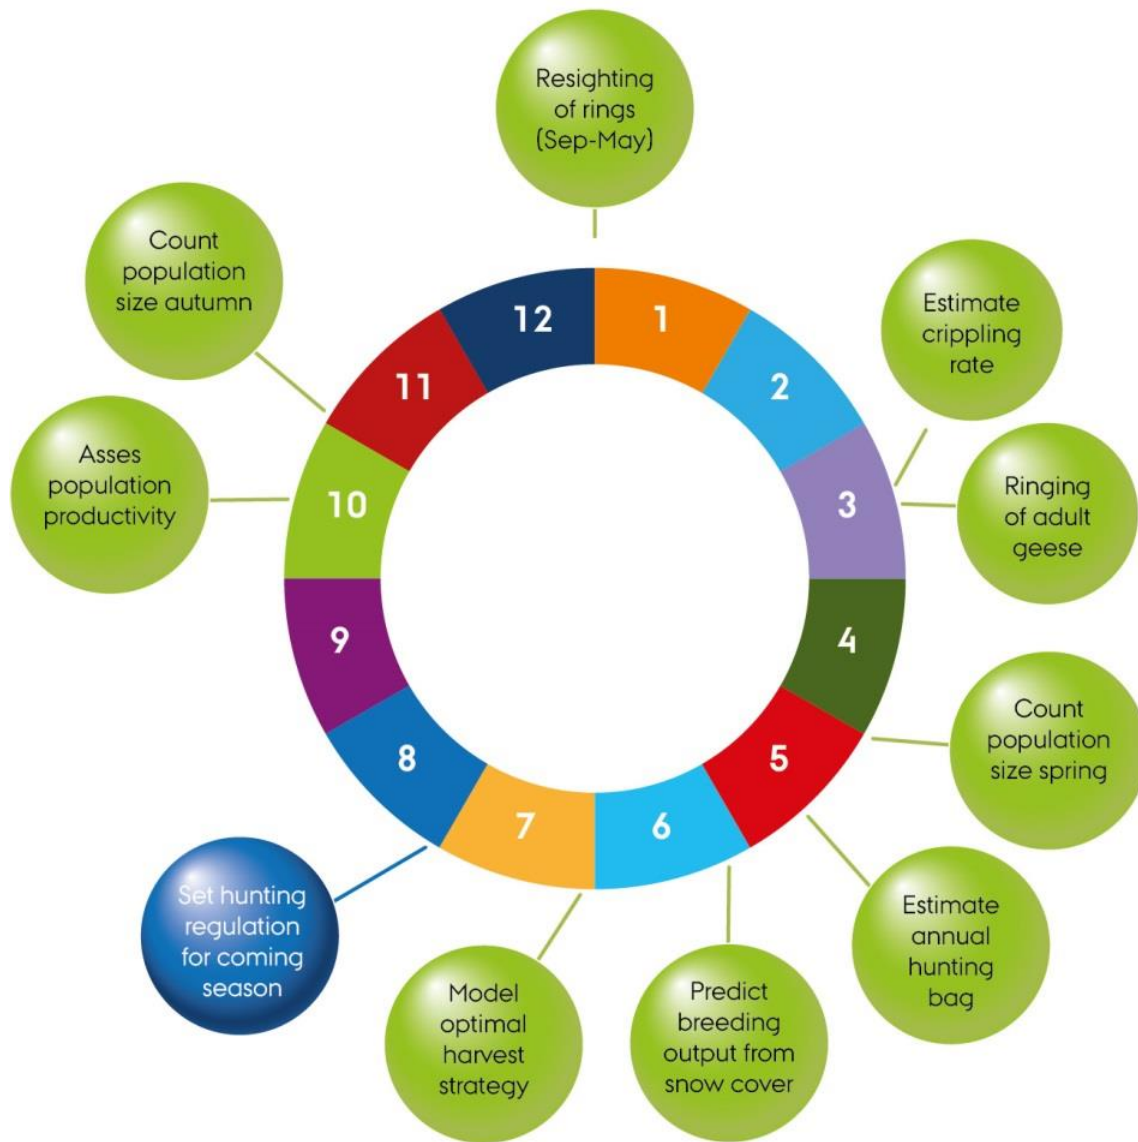 Resighting
of rings
(Sep-May)
Count
population
size autumn
Estimate
crippling
rate
12
1
11
2
Asses
population
productivity
10
3
Ringing
of adult
geese
9
4
Count
population
size spring
8
5
7
6
Set hunting
regulation
for coming
season
Estimate
annual
hunting
bag
Model
optimal
harvest
strategy
Predict
breeding
output from
snow cover